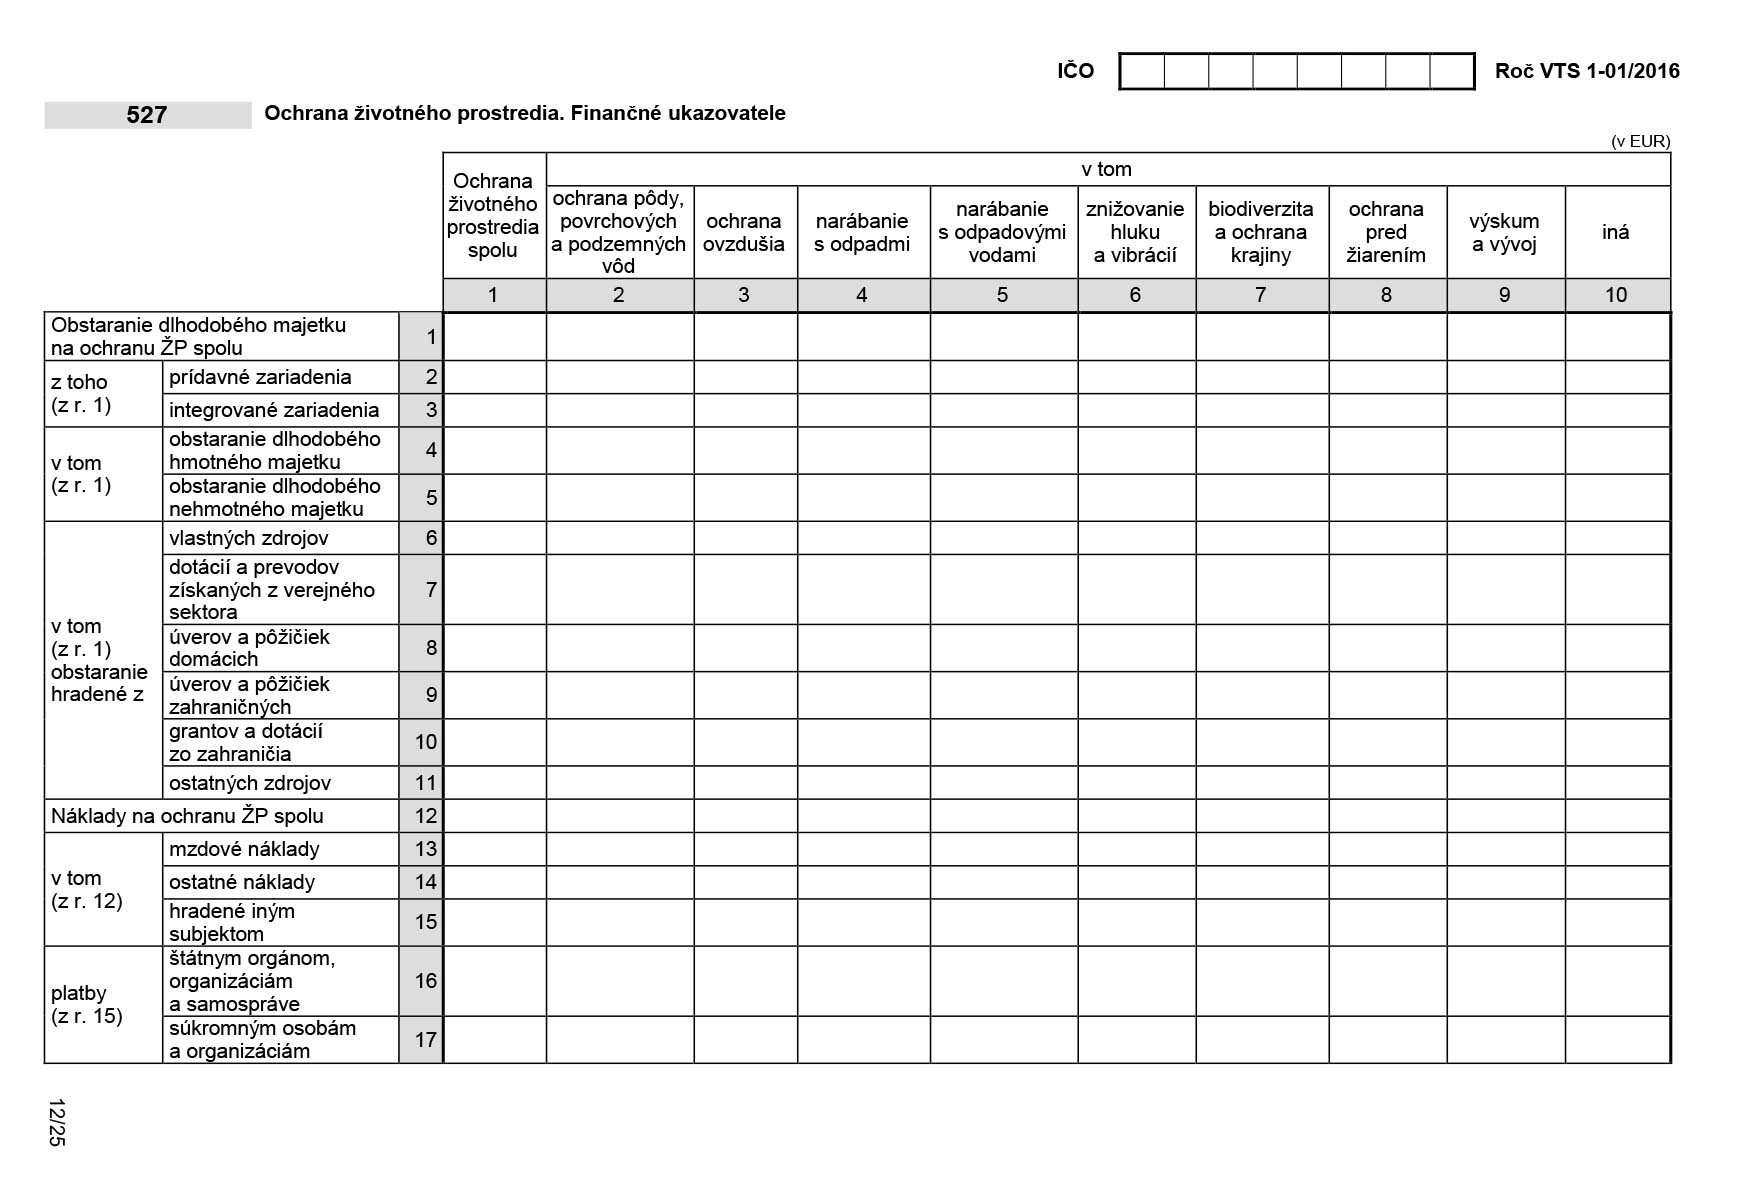 IČO
Roč VTS 1-01/2016
527
Ochrana životného prostredia. Finančné ukazovatele
(v EUR)
Ochrana
životného
prostredia
spolu
v tom
ochrana pôdy,
povrchových
a podzemných
vôd
ochrana
ovzdušia
narábanie
s odpadmi
narábanie
s odpadovými
vodami
znižovanie
hluku
a vibrácií
biodiverzita
a ochrana
krajiny
ochrana
pred
žiarením
výskum
a vývoj
iná
1 2 3 4 5 6 7 8 9 10
Obstaranie dlhodobého majetku
na ochranu ŽP spolu
1
z toho
(z r. 1)
prídavné zariadenia
2
integrované zariadenia
3
v tom
(z r. 1)
obstaranie dlhodobého
hmotného majetku
4
obstaranie dlhodobého
nehmotného majetku
5
v tom
(z r. 1)
obstaranie
hradené z
vlastných zdrojov
6
dotácií a prevodov
získaných z verejného
sektora
7
úverov a pôžičiek
domácich
8
úverov a pôžičiek
zahraničných
9
grantov a dotácií
zo zahraničia
10
ostatných zdrojov
11
Náklady na ochranu ŽP spolu
12
v tom
(z r. 12)
mzdové náklady
13
ostatné náklady
14
hradené iným
subjektom
15
platby
(z r. 15)
štátnym orgánom,
organizáciám
a samospráve
16
súkromným osobám
a organizáciám
17
12/25